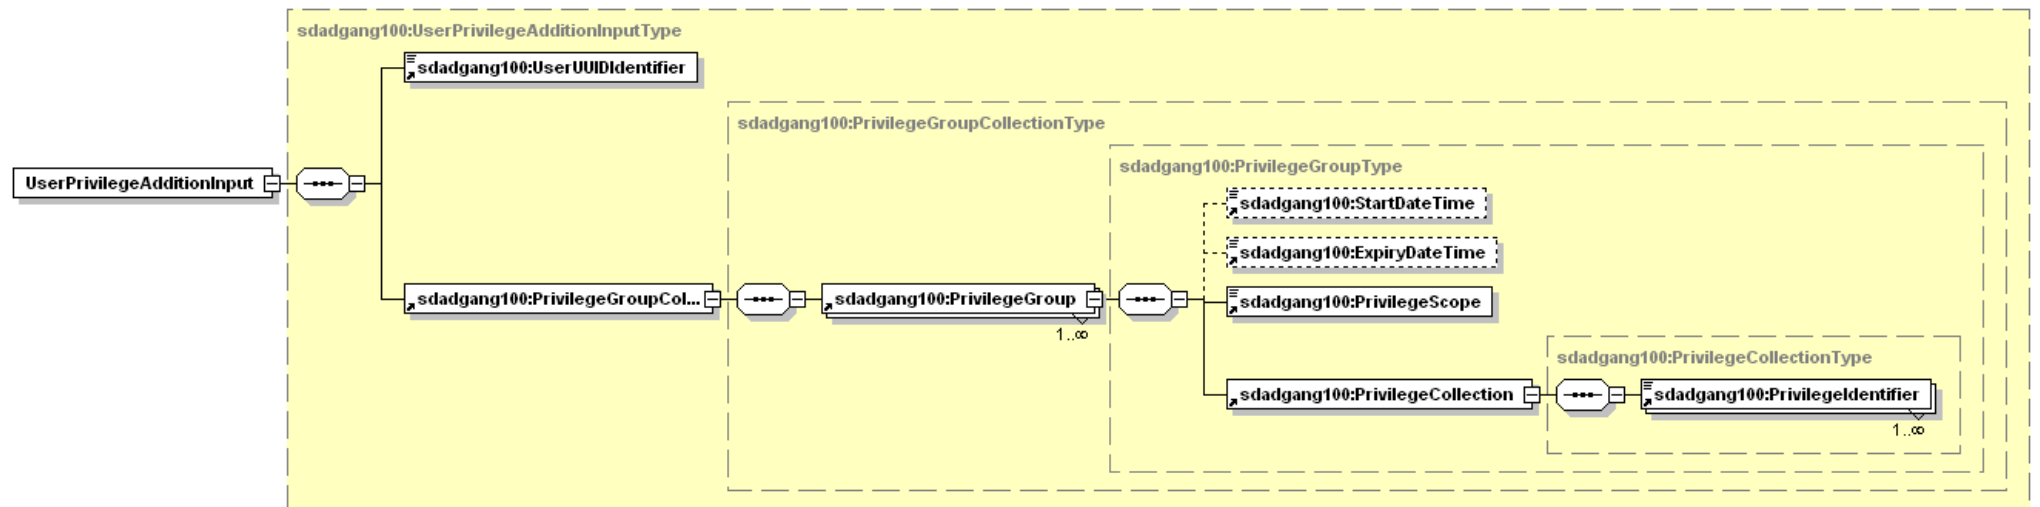 sdadgang100:UserPrivilegeAdditionInputType
sdadgang100:UserUUIDIdentifier
sdadgang100:PrivilegeGroupCollectionType
sdadgang100:PrivilegeGroupType
UserPrivilegeAdditionInput
sdadgang100:StartDateTime
sdadgang100:ExpiryDateTime
sdadgang100:PrivilegeGroupCol...
sdadgang100:PrivilegeGroup
1..∞
sdadgang100:PrivilegeScope
sdadgang100:PrivilegeCollectionType
sdadgang100:PrivilegeCollection
sdadgang100:PrivilegeIdentifier
1..∞